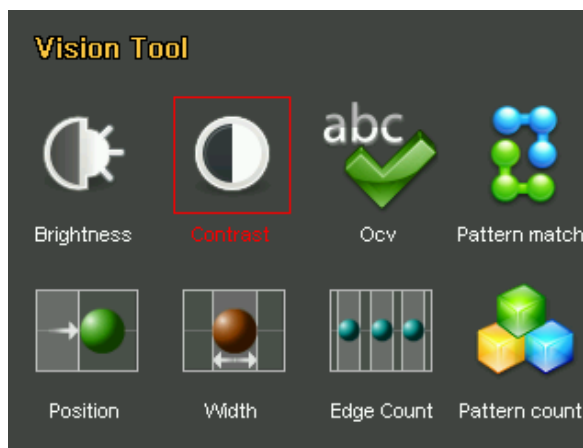 Vision Tool
abc
Brightness Contrast Ocv Pattern match
Position Width Edge Count Pattern count